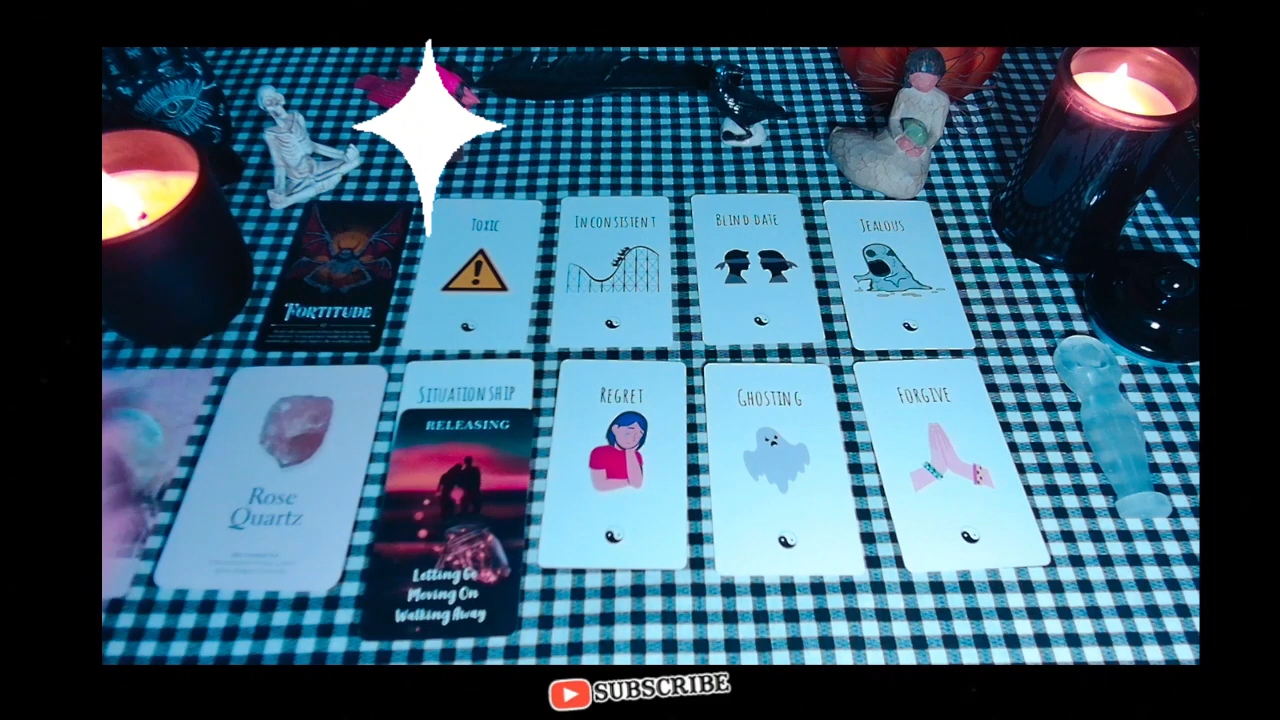 FORTITUDE
TOXIC
INCONSISTENT
BLIND DATE
JEALOUS
Rose
Quartz
SITUATIONSHIP
RELEASING
Letting Go
Moving On
Walking Away
REGRET
GHOSTING
FORGIVE
SUBSCRIBE